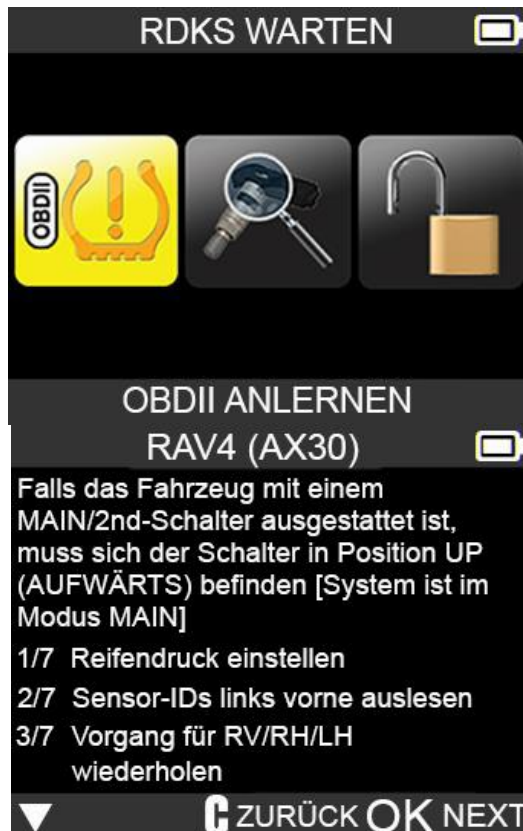 RDKS WARTEN
OBDII
OBDII ANLERNEN
RAV4 (AX30)
Falls das Fahrzeug mit einem
MAIN/2nd-Schalter ausgestattet ist,
muss sich der Schalter in Position UP
(AUFWÄRTS) befinden [System ist im
Modus MAIN]
1/7 Reifendruck einstellen
2/7 Sensor-IDs links vorne auslesen
3/7 Vorgang für RV/RH/LH
wiederholen
C ZURÜCK OK NEXT